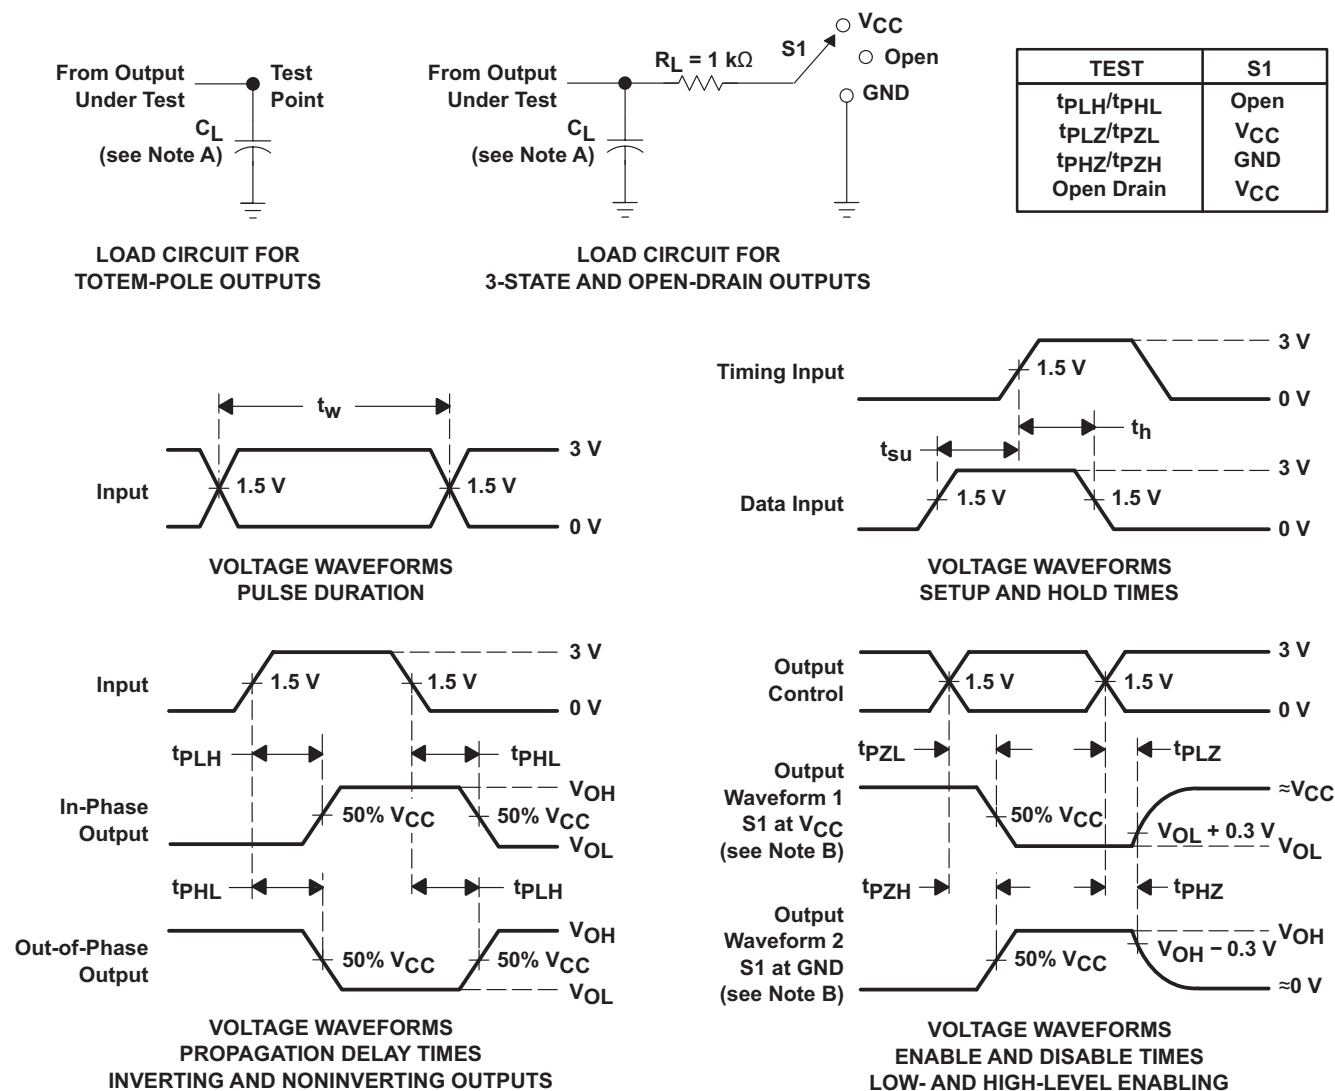 From Output
Under Test
Test
Point
CL
(see Note A)
LOAD CIRCUIT FOR
TOTEM-POLE OUTPUTS
From Output
Under Test
RL = 1 kΩ
S1
VCC
Open
GND
CL
(see Note A)
LOAD CIRCUIT FOR
3-STATE AND OPEN-DRAIN OUTPUTS
TEST S1
tPLH/tPHL Open
tPLZ/tPZL VCC
tPHZ/tPZH GND
Open Drain VCC
tw
Input
1.5 V
1.5 V
3 V
0 V
VOLTAGE WAVEFORMS
PULSE DURATION
Timing Input
1.5 V
3 V
0 V
th
tsu
Data Input
1.5 V
1.5 V
3 V
0 V
VOLTAGE WAVEFORMS
SETUP AND HOLD TIMES
Input
1.5 V
1.5 V
3 V
0 V
tPLH
tPHL
In-Phase
Output
50% VCC
50% VCC
VOH
VOL
tPHL
tPLH
Out-of-Phase
Output
50% VCC
50% VCC
VOH
VOL
VOLTAGE WAVEFORMS
PROPAGATION DELAY TIMES
INVERTING AND NONINVERTING OUTPUTS
Output
Control
1.5 V
1.5 V
3 V
0 V
tPZL
tPLZ
Output
Waveform 1
S1 at VCC
(see Note B)
50% VCC
VOL + 0.3 V
≈VCC
VOL
tPZH
tPHZ
Output
Waveform 2
S1 at GND
(see Note B)
50% VCC
VOH − 0.3 V
VOH
≈0 V
VOLTAGE WAVEFORMS
ENABLE AND DISABLE TIMES
LOW- AND HIGH-LEVEL ENABLING